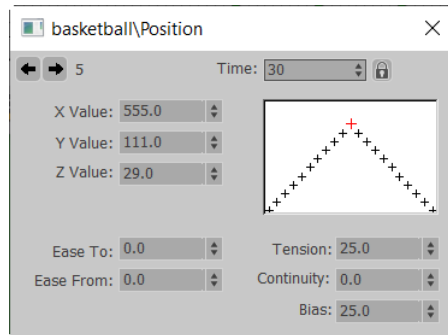 basketball\Position
5 Time: 30
X Value: 555.0
Y Value: 111.0
Z Value: 29.0
Ease To: 0.0 Tension: 25.0
Ease From: 0.0 Continuity: 0.0
Bias: 25.0